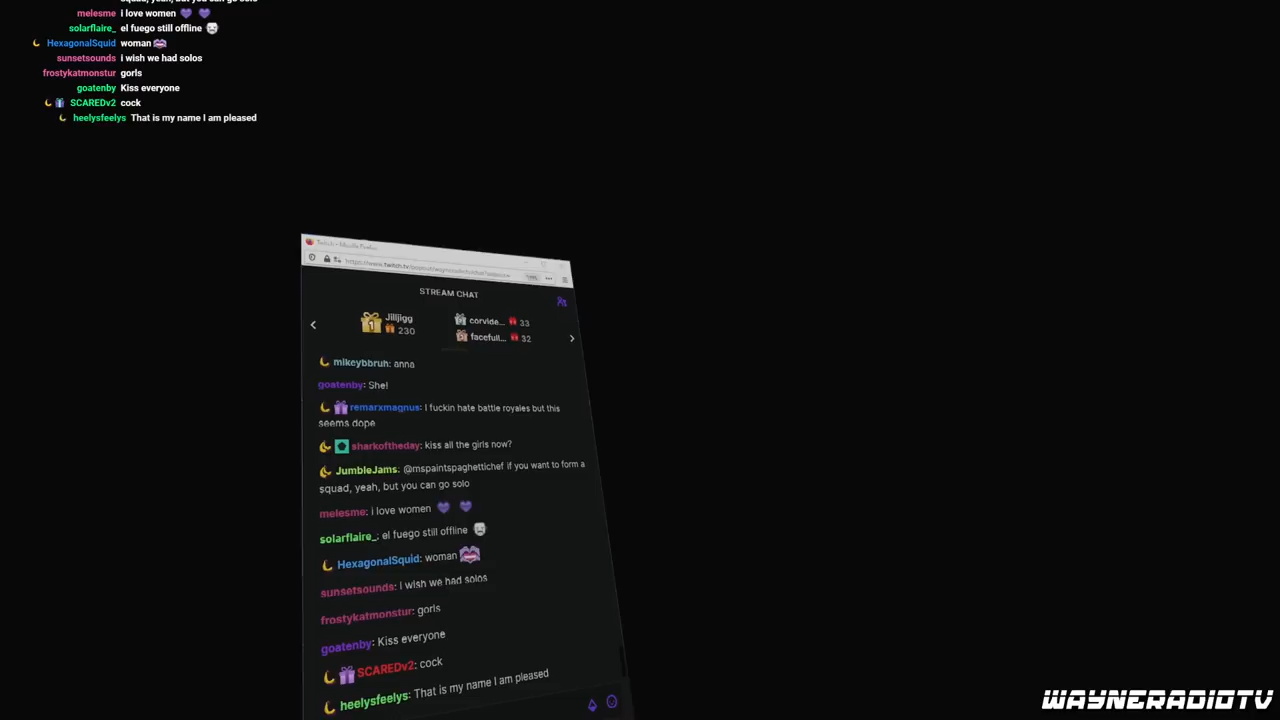 squad, yeah, but you can go solo
melesme i love women
solarflaire_ el fuego still offline
HexagonalSquid woman
sunsetsounds i wish we had solos
frostykatmonstur gorls
goatenby Kiss everyone
SCAREDv2 cock
heelysfeelys That is my name I am pleased
Twitch - Mozilla Firefox
STREAM CHAT
1 Jilljigg 230
corvide... 33
facefull... 32
mikeybbruh: anna
goatenby: She!
remarxmagnus: I fuckin hate battle royales but this
seems dope
sharkoftheday: kiss all the girls now?
JumbleJams: @mspaintspaghettichef if you want to form a
squad, yeah, but you can go solo
melesme: i love women
solarflaire_: el fuego still offline
HexagonalSquid: woman
sunsetsounds: i wish we had solos
frostykatmonstur: gorls
goatenby: Kiss everyone
SCAREDv2: cock
heelysfeelys: That is my name I am pleased
WAYNERADIOTV